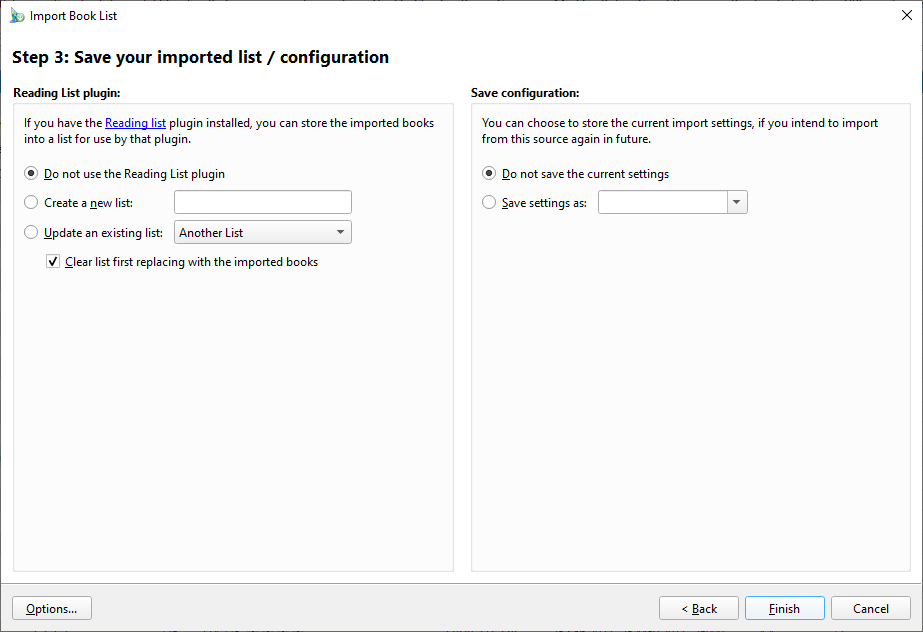 Import Book List
Step 3: Save your imported list / configuration
Reading List plugin:
If you have the Reading list plugin installed, you can store the imported books
into a list for use by that plugin.
Do not use the Reading List plugin
Create a new list:
Update an existing list: Another List
Clear list first replacing with the imported books
Save configuration:
You can choose to store the current import settings, if you intend to import
from this source again in future.
Do not save the current settings
Save settings as:
Options... < Back Finish Cancel